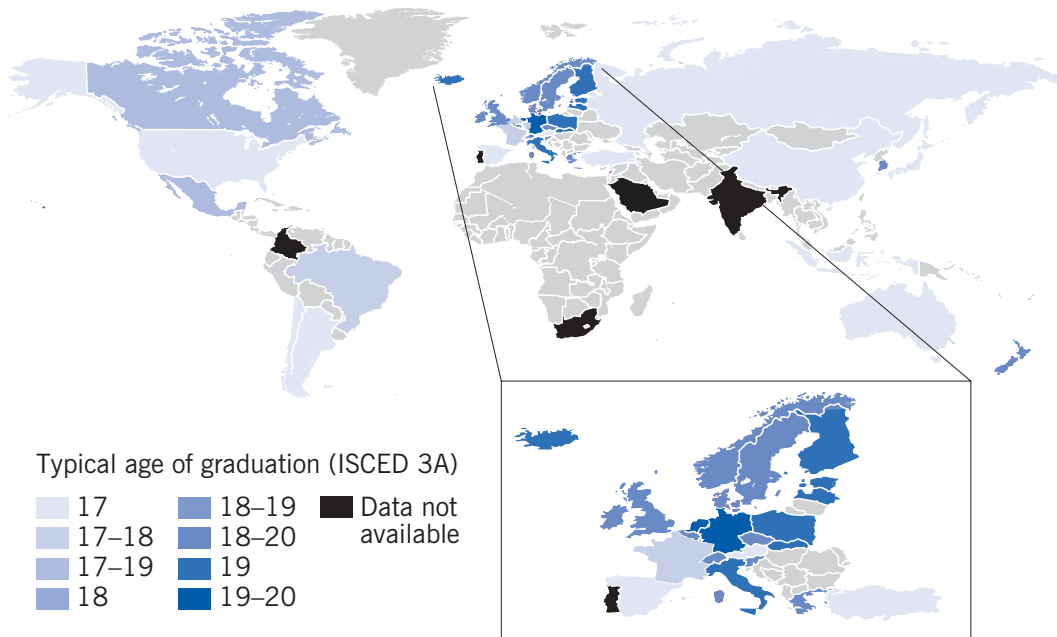 Typical age of graduation (ISCED 3A)
17
17–18
17–19
18
18–19
18–20
19
19–20
Data not
available